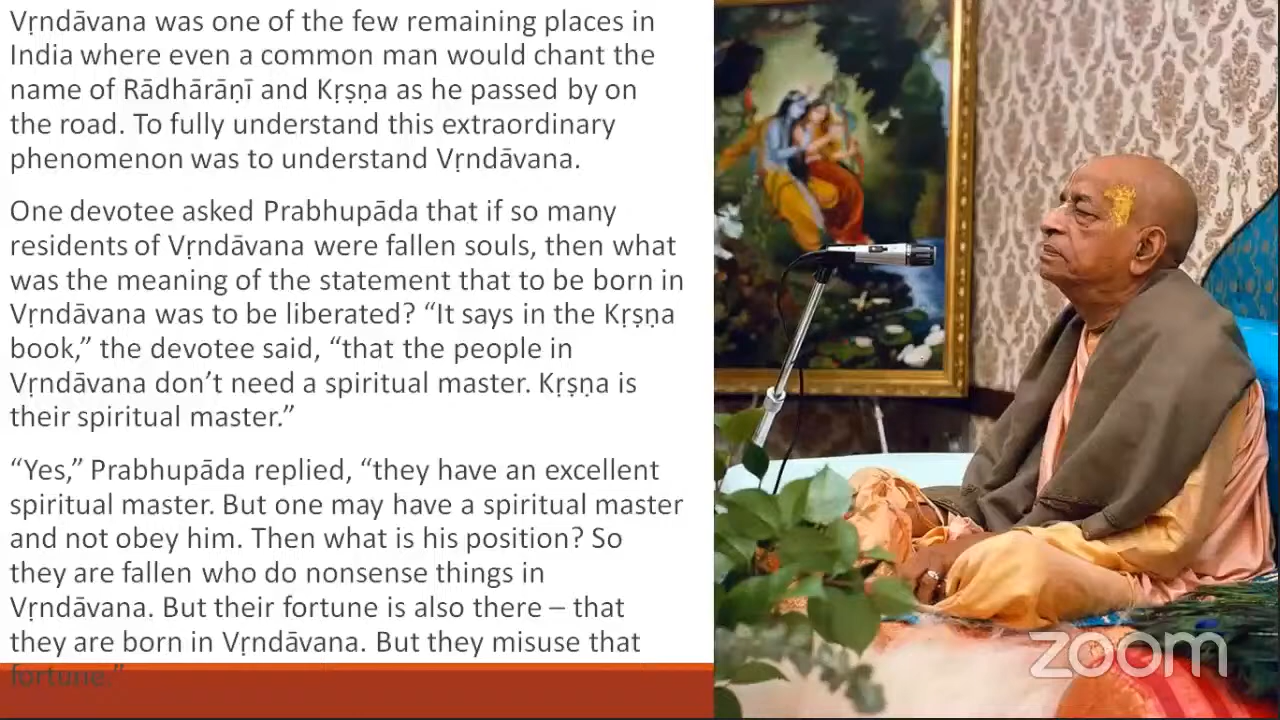 Vṛndāvana was one of the few remaining places in
India where even a common man would chant the
name of Rādhārāṇī and Kṛṣṇa as he passed by on
the road. To fully understand this extraordinary
phenomenon was to understand Vṛndāvana.
One devotee asked Prabhupāda that if so many
residents of Vṛndāvana were fallen souls, then what
was the meaning of the statement that to be born in
Vṛndāvana was to be liberated? “It says in the Kṛṣṇa
book,” the devotee said, “that the people in
Vṛndāvana don’t need a spiritual master. Kṛṣṇa is
their spiritual master.”
“Yes,” Prabhupāda replied, “they have an excellent
spiritual master. But one may have a spiritual master
and not obey him. Then what is his position? So
they are fallen who do nonsense things in
Vṛndāvana. But their fortune is also there – that
they are born in Vṛndāvana. But they misuse that
fortune.”
zoom